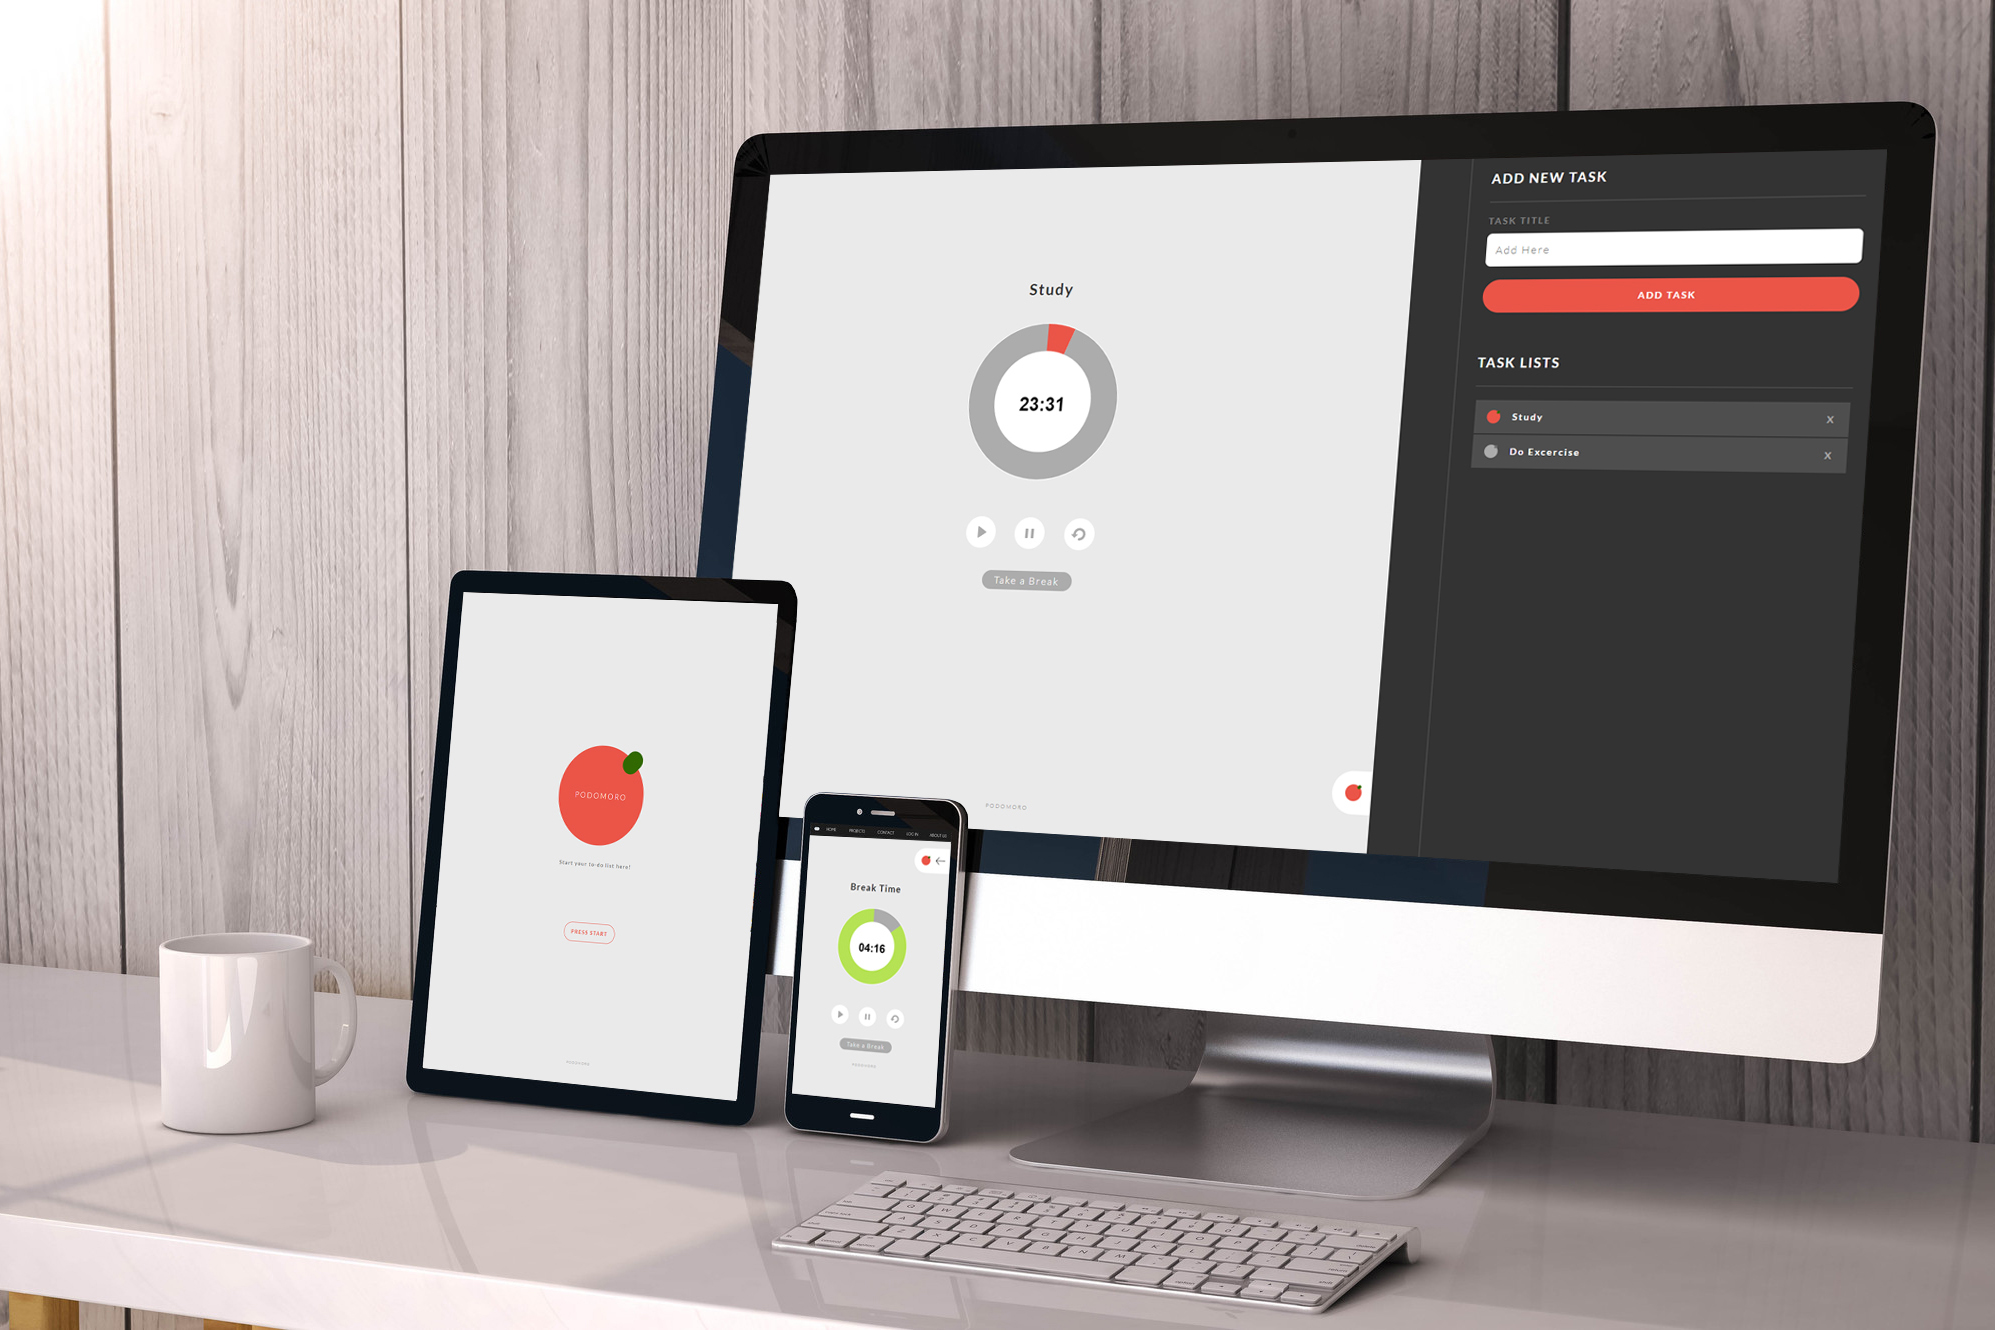 Study
23:31
Take a Break
PODOMORO
ADD NEW TASK
TASK TITLE
Add Here
ADD TASK
TASK LISTS
Study x
Do Excercise x
PODOMORO
Start your to-do list here!
PRESS START
PODOMORO
HOME PROJECTS CONTACT LOG IN ABOUT US
Break Time
04:16
Take a Break
PODOMORO